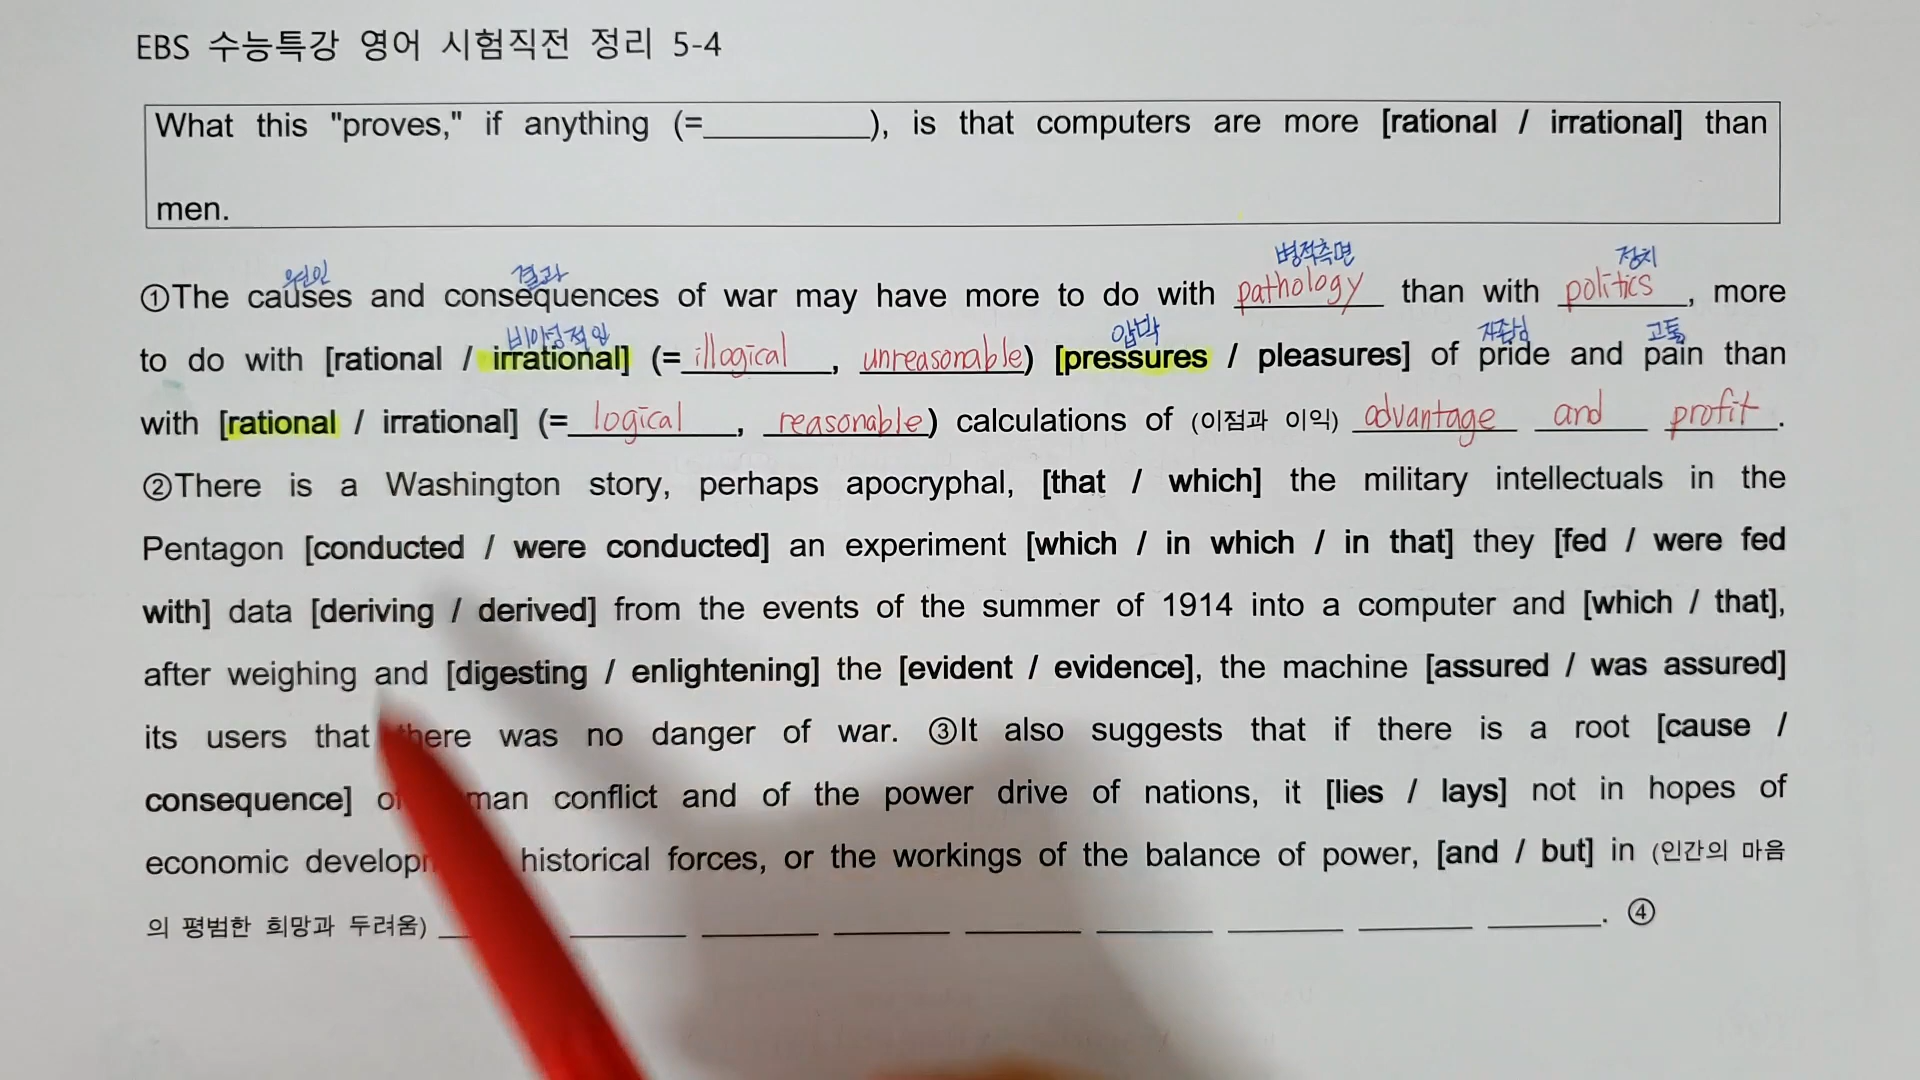 EBS 수능특강 영어 시험직전 정리 5-4
What this "proves," if anything (=__________), is that computers are more [rational / irrational] than
men.
원인 결과 병적측면 정치
①The causes and consequences of war may have more to do with pathology than with politics, more
비이성적인 압박 자존심 고통
to do with [rational / irrational] (= illogical, unreasonable) [pressures / pleasures] of pride and pain than
with [rational / irrational] (= logical, reasonable) calculations of (이점과 이익) advantage and profit.
②There is a Washington story, perhaps apocryphal, [that / which] the military intellectuals in the
Pentagon [conducted / were conducted] an experiment [which / in which / in that] they [fed / were fed
with] data [deriving / derived] from the events of the summer of 1914 into a computer and [which / that],
after weighing and [digesting / enlightening] the [evident / evidence], the machine [assured / was assured]
its users that there was no danger of war. ③It also suggests that if there is a root [cause /
consequence] conflict and of the power drive of nations, it [lies / lays] not in hopes of
economic historical forces, or the workings of the balance of power, [and / but] in (인간의 마음
의 평범한 희망과 두려움) ___ ___ ___ ___ ___ ___ ___ ___ ___. ④